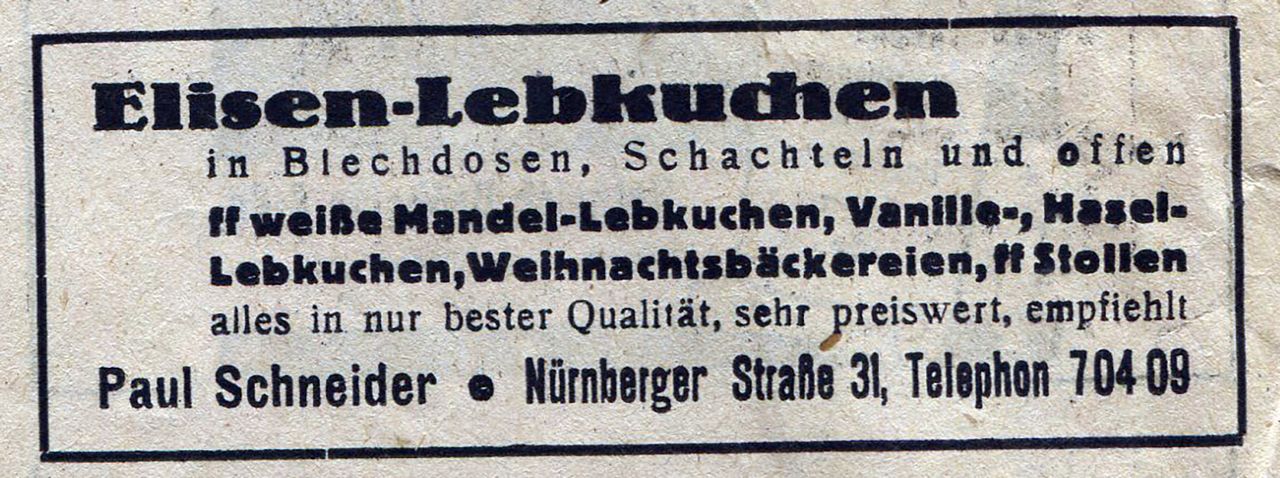 Elisen-Lebkuchen
in Blechdosen, Schachteln und offen
ff weiße Mandel-Lebkuchen, Vanille-, Hasel-
Lebkuchen, Weihnachtsbäckereien, ff Stollen
alles in nur bester Qualität, sehr preiswert, empfiehlt
Paul Schneider • Nürnberger Straße 31, Telephon 704 09